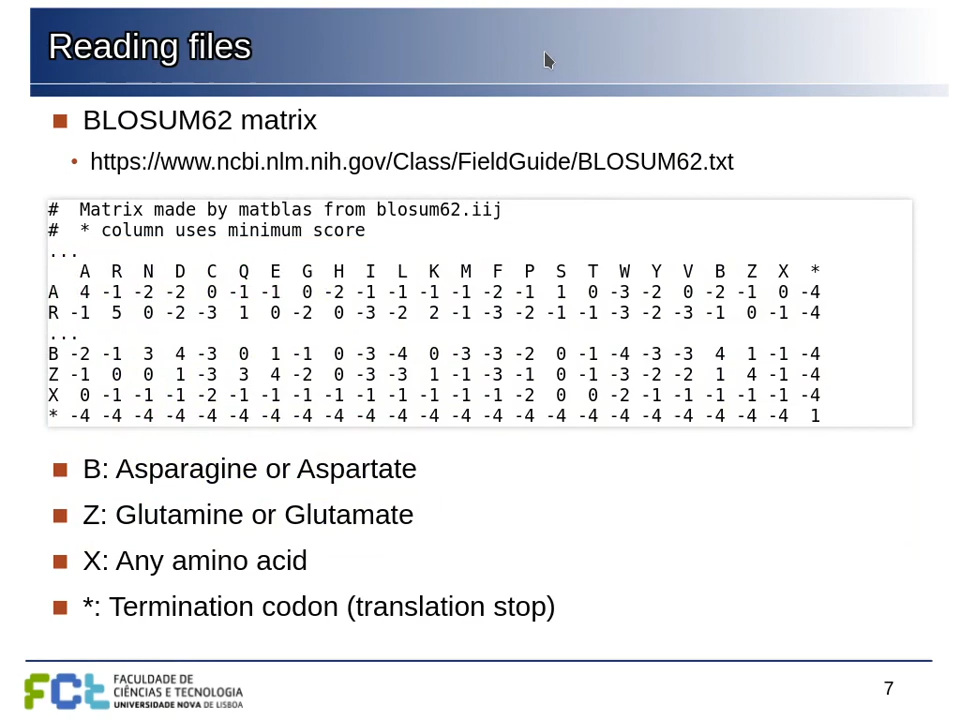 Reading files
BLOSUM62 matrix
• https://www.ncbi.nlm.nih.gov/Class/FieldGuide/BLOSUM62.txt
#  Matrix made by matblas from blosum62.iij
#  * column uses minimum score
...
   A  R  N  D  C  Q  E  G  H  I  L  K  M  F  P  S  T  W  Y  V  B  Z  X  *
A  4 -1 -2 -2  0 -1 -1  0 -2 -1 -1 -1 -1 -2 -1  1  0 -3 -2  0 -2 -1  0 -4
R -1  5  0 -2 -3  1  0 -2  0 -3 -2  2 -1 -3 -2 -1 -1 -3 -2 -3 -1  0 -1 -4
...
B -2 -1  3  4 -3  0  1 -1  0 -3 -4  0 -3 -3 -2  0 -1 -4 -3 -3  4  1 -1 -4
Z -1  0  0  1 -3  3  4 -2  0 -3 -3  1 -1 -3 -1  0 -1 -3 -2 -2  1  4 -1 -4
X  0 -1 -1 -1 -2 -1 -1 -1 -1 -1 -1 -1 -1 -1 -2  0  0 -2 -1 -1 -1 -1 -1 -4
* -4 -4 -4 -4 -4 -4 -4 -4 -4 -4 -4 -4 -4 -4 -4 -4 -4 -4 -4 -4 -4 -4 -4  1
B: Asparagine or Aspartate
Z: Glutamine or Glutamate
X: Any amino acid
*: Termination codon (translation stop)
FCt
FACULDADE DE
CIÊNCIAS E TECNOLOGIA
UNIVERSIDADE NOVA DE LISBOA
7